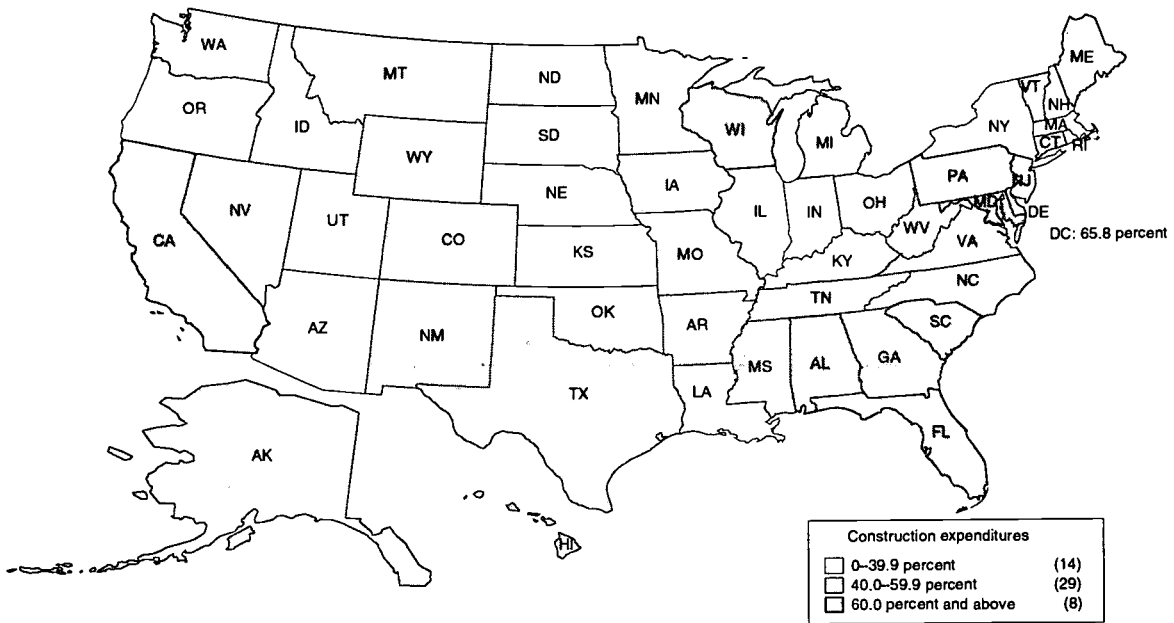 WA
MT
ND
MN
ME
VT
NH
OR
ID
SD
WI
MI
NY
MA
CT
RI
WY
IA
PA
NJ
NE
NV
UT
CO
IL
IN
OH
MD
DE
WV
VA
DC: 65.8 percent
CA
KS
MO
KY
NC
TN
AZ
NM
OK
AR
SC
MS
AL
GA
TX
LA
FL
AK
HI
Construction expenditures
0–39.9 percent (14)
40.0–59.9 percent (29)
60.0 percent and above (8)